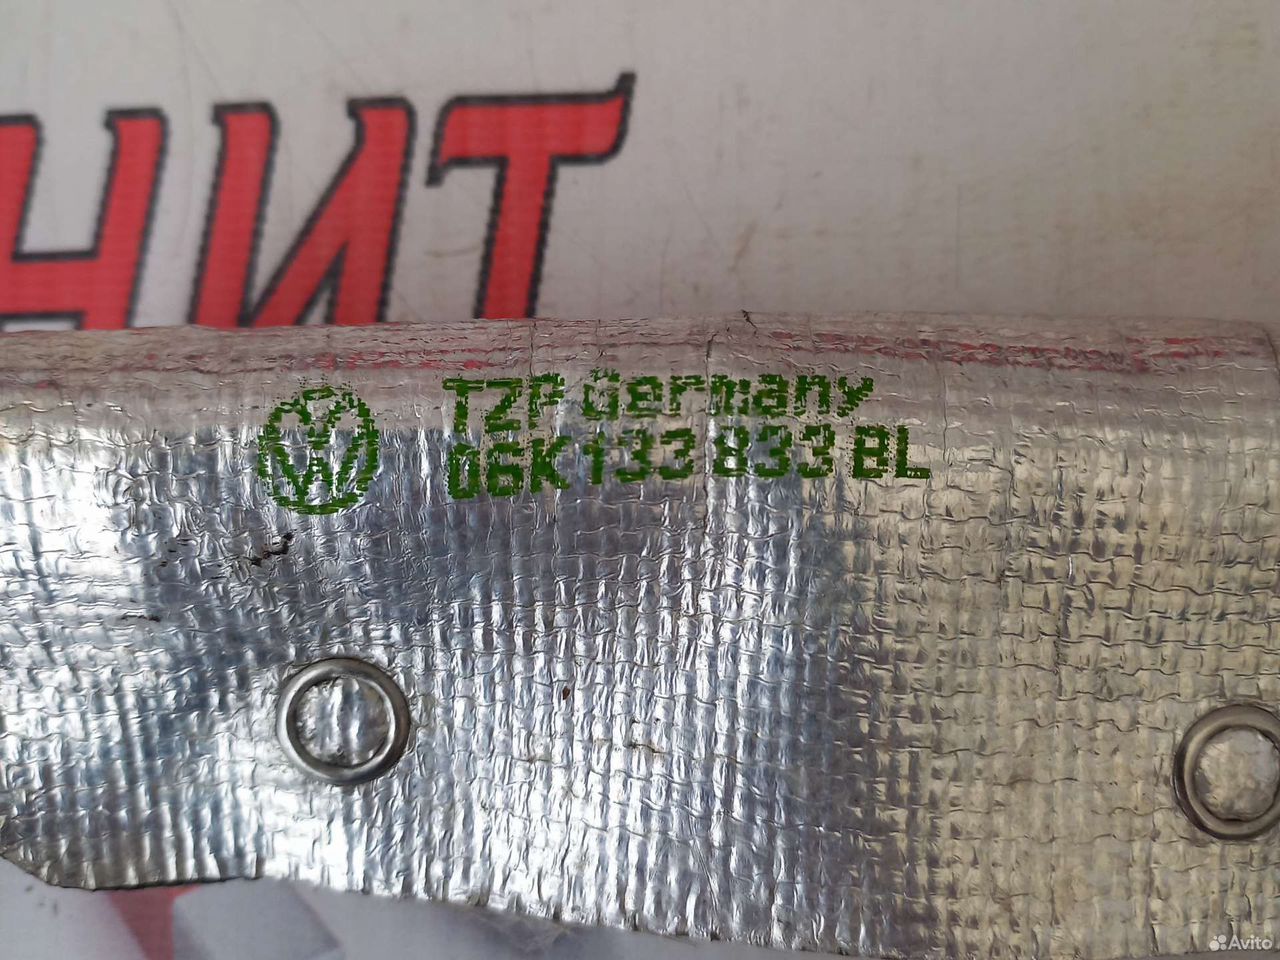 НИТ
TZP Germany
06K 133 833 BL
Avito